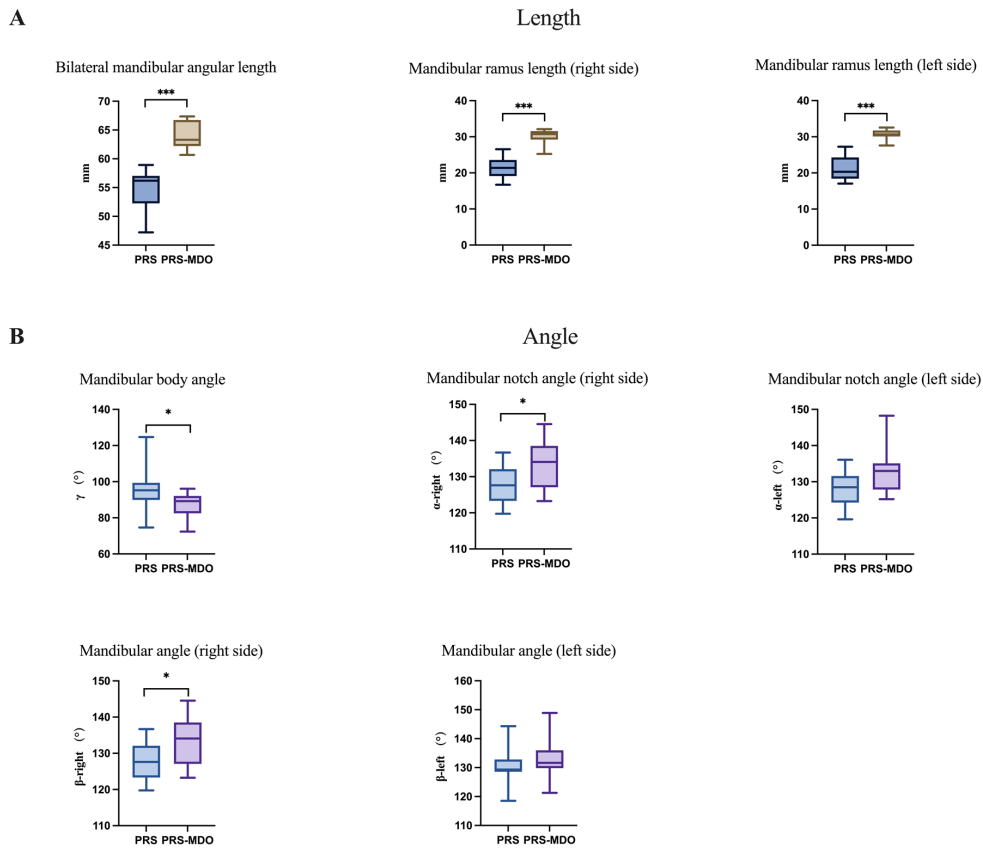 A
Length
Bilateral mandibular angular length
Mandibular ramus length (right side)
Mandibular ramus length (left side)
70
65
60
55
50
45
mm
***
PRS PRS-MDO
40
30
20
10
0
mm
***
PRS PRS-MDO
40
30
20
10
0
mm
***
PRS PRS-MDO
B
Angle
Mandibular body angle
Mandibular notch angle (right side)
Mandibular notch angle (left side)
140
120
100
80
60
γ (°)
*
PRS PRS-MDO
150
140
130
120
110
α-right (°)
*
PRS PRS-MDO
150
140
130
120
110
α-left (°)
PRS PRS-MDO
Mandibular angle (right side)
Mandibular angle (left side)
150
140
130
120
110
β-right (°)
*
PRS PRS-MDO
160
150
140
130
120
110
β-left (°)
PRS PRS-MDO